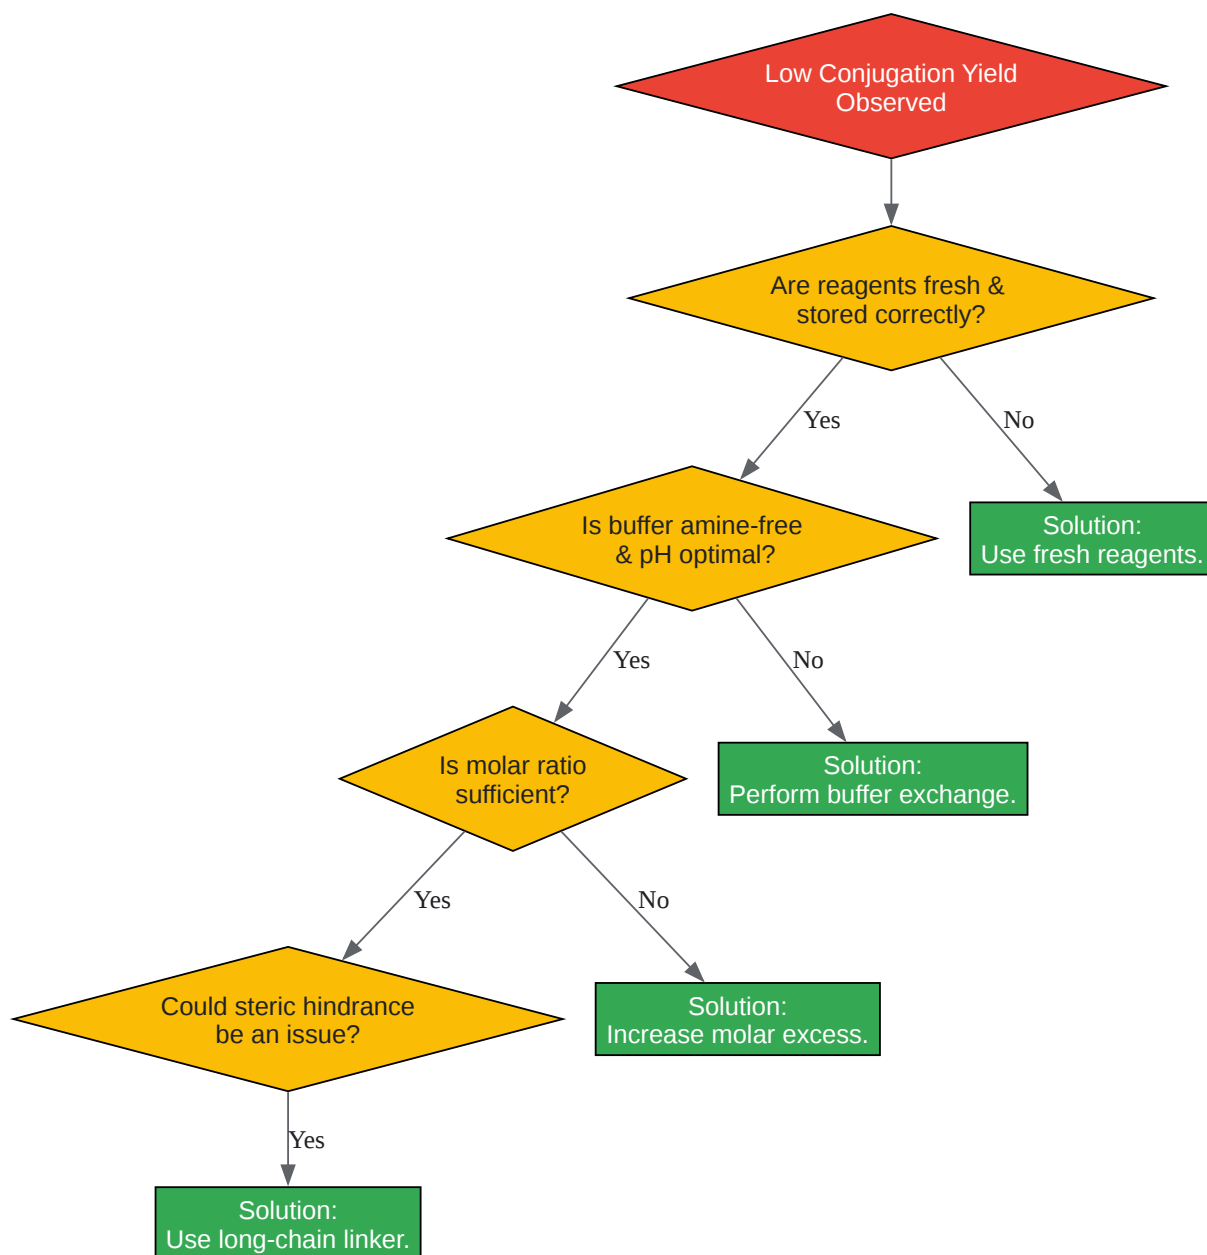 Low Conjugation Yield
Observed
Are reagents fresh &
stored correctly?
Yes
No
Is buffer amine-free
& pH optimal?
Solution:
Use fresh reagents.
Yes
No
Is molar ratio
sufficient?
Solution:
Perform buffer exchange.
Yes
No
Could steric hindrance
be an issue?
Solution:
Increase molar excess.
Yes
Solution:
Use long-chain linker.